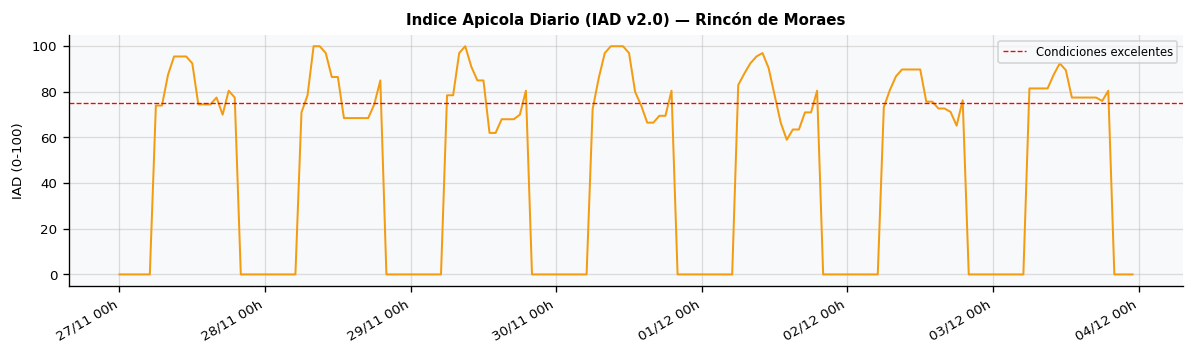 Indice Apicola Diario (IAD v2.0) — Rincón de Moraes
Condiciones excelentes
IAD (0-100)
100
80
60
40
20
0
27/11 00h
28/11 00h
29/11 00h
30/11 00h
01/12 00h
02/12 00h
03/12 00h
04/12 00h